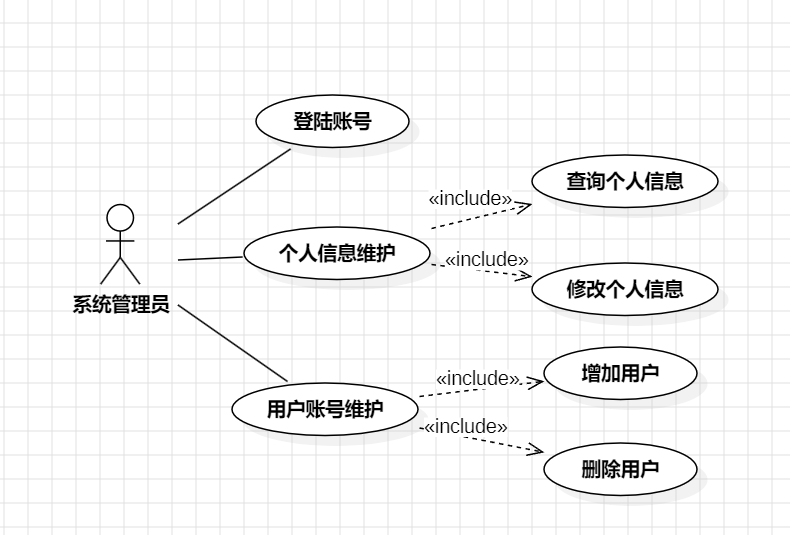 登陆账号
查询个人信息
«include»
个人信息维护
«include»
修改个人信息
系统管理员
增加用户
«include»
用户账号维护
«include»
删除用户